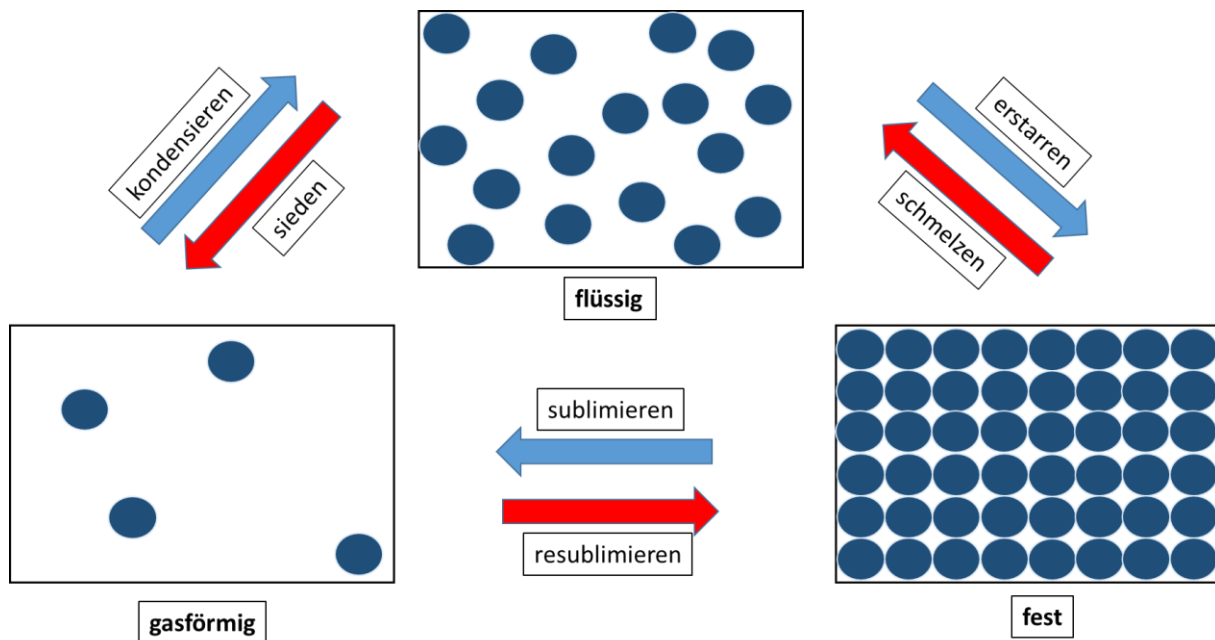 kondensieren
sieden
flüssig
erstarren
schmelzen
sublimieren
resublimieren
gasförmig
fest